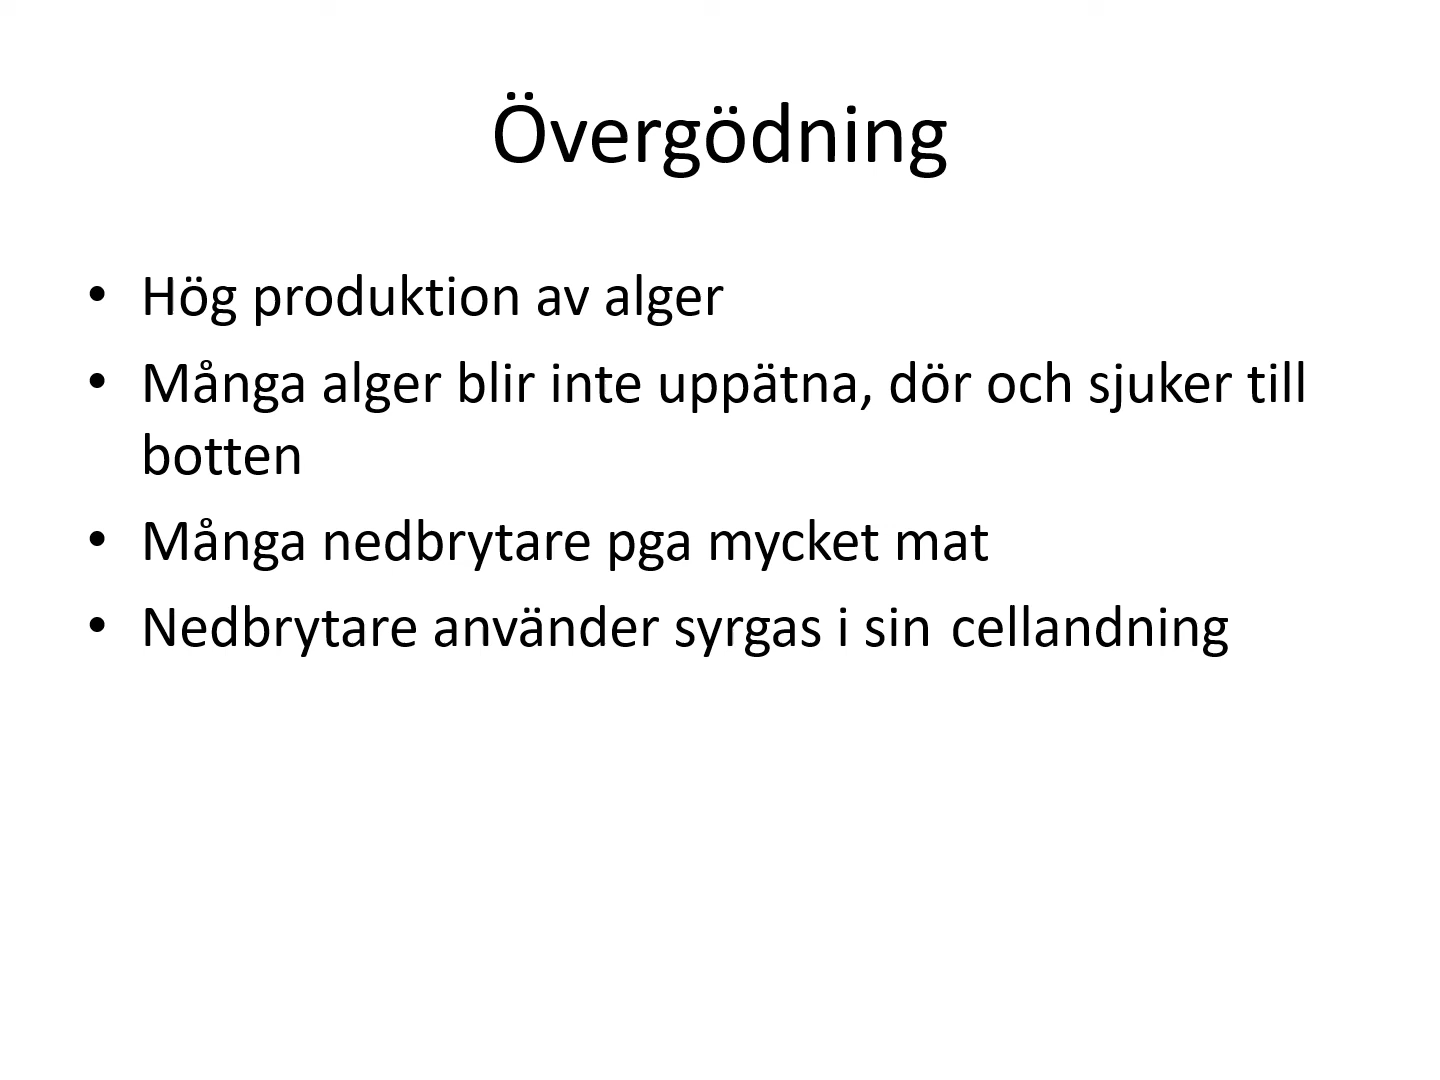 Övergödning
• Hög produktion av alger
• Många alger blir inte uppätna, dör och sjuker till
botten
• Många nedbrytare pga mycket mat
• Nedbrytare använder syrgas i sin cellandning